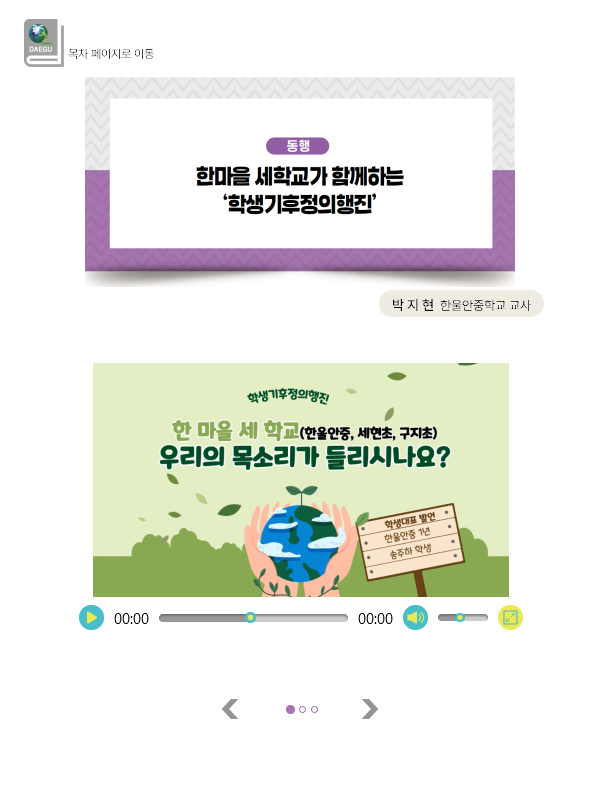 DAEGU
목차 페이지로 이동
동행
한마을 세학교가 함께하는
‘학생기후정의행진’
박 지 현 한울안중학교 교사
학생기후정의행진
한 마을 세 학교(한울안중, 세현초, 구지초)
우리의 목소리가 들리시나요?
학생대표 발언
한울안중 1년
송주하 학생
00:00
00:00